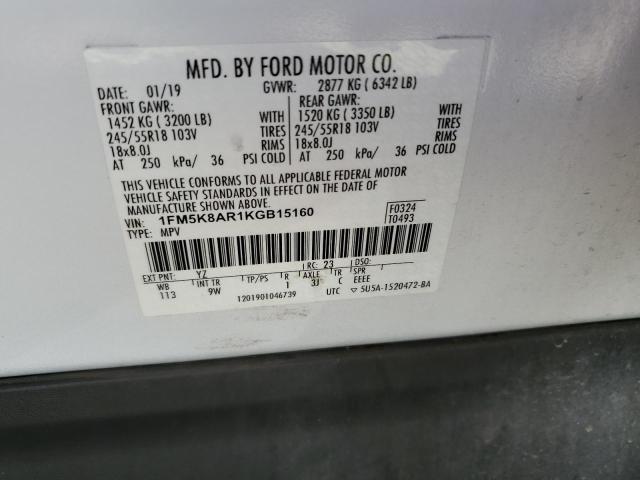 MFD. BY FORD MOTOR CO.
DATE: 01/19 GVWR: 2877 KG ( 6342 LB)
FRONT GAWR: REAR GAWR:
1452 KG ( 3200 LB) WITH 1520 KG ( 3350 LB) WITH
245/55R18 103V TIRES 245/55R18 103V TIRES
18x8.0J RIMS 18x8.0J RIMS
AT 250 kPa/ 36 PSI COLD AT 250 kPa/ 36 PSI COLD
THIS VEHICLE CONFORMS TO ALL APPLICABLE FEDERAL MOTOR
VEHICLE SAFETY STANDARDS IN EFFECT ON THE DATE OF
MANUFACTURE SHOWN ABOVE.
VIN: 1FM5K8AR1KGB15160 F0324
TYPE: MPV T0493
EXT PNT: YZ RC: 23
WB INT TR TP/PS R AXLE TR SPR
113 9W 1 3J C EEEE
1201901046739 UTC ▽ 5U5A-1520472-BA